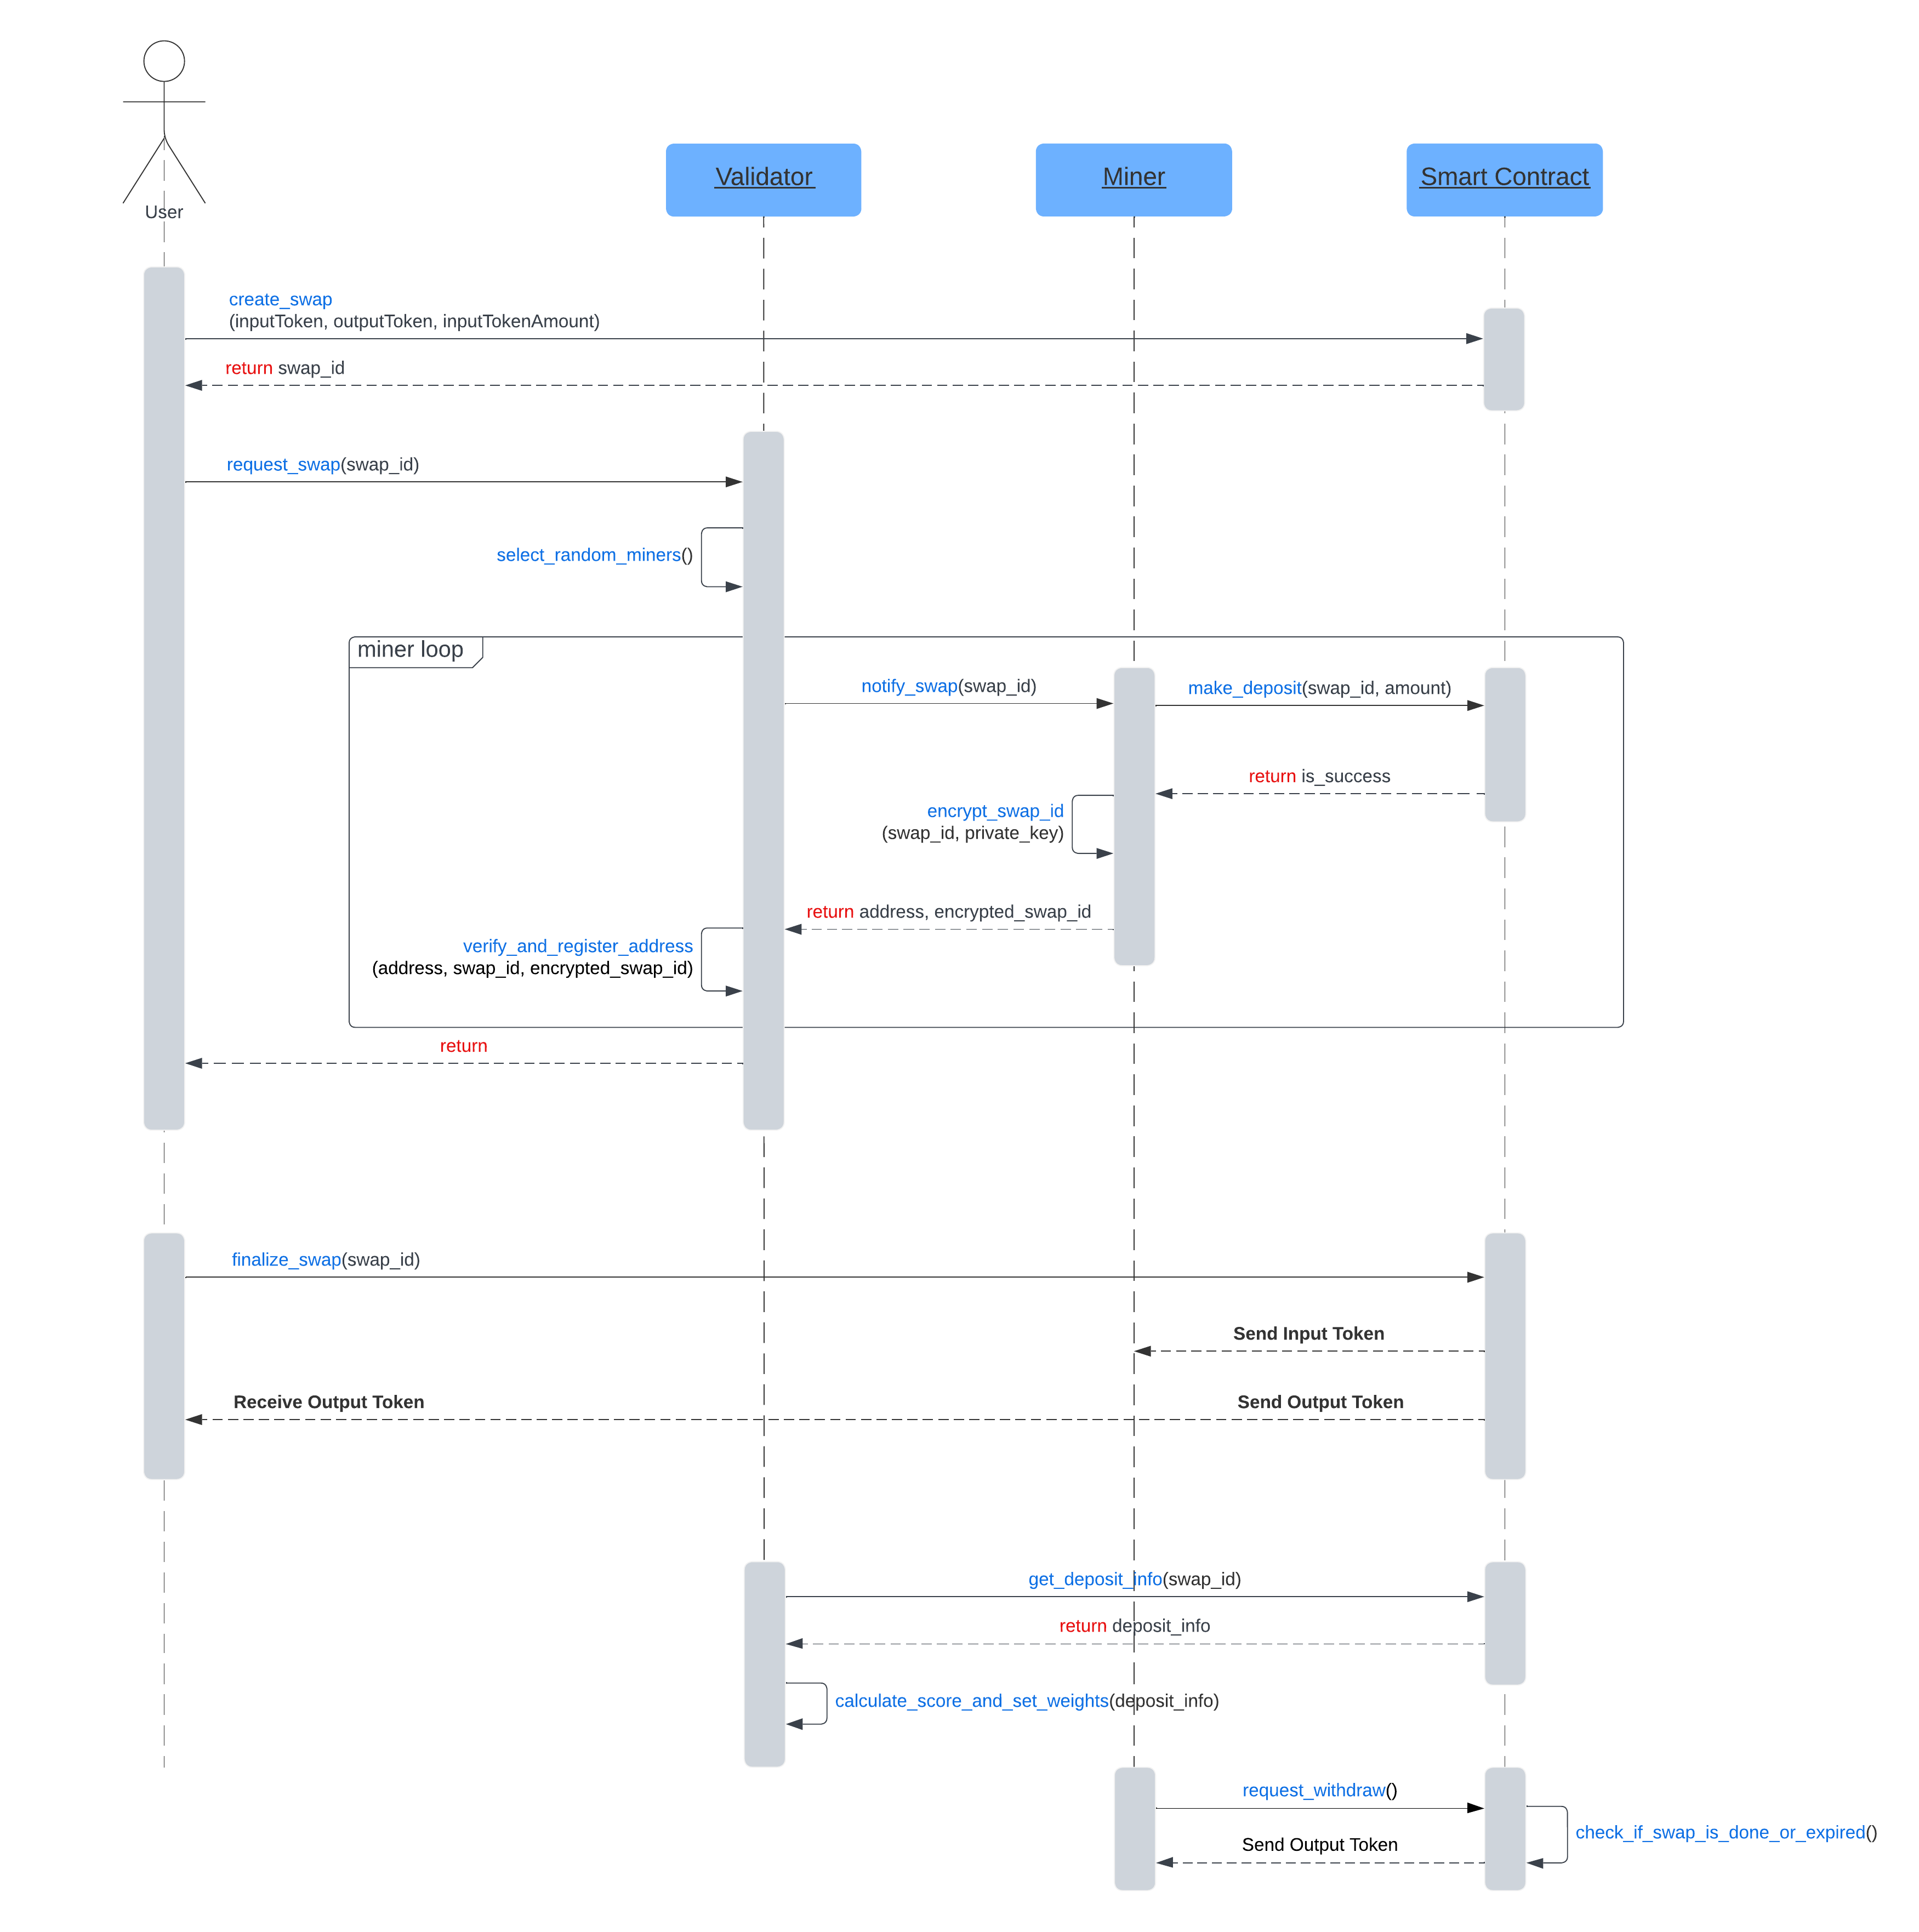 User
Validator
Miner
Smart Contract
create_swap
(inputToken, outputToken, inputTokenAmount)
return swap_id
request_swap(swap_id)
select_random_miners()
miner loop
notify_swap(swap_id)
make_deposit(swap_id, amount)
return is_success
encrypt_swap_id
(swap_id, private_key)
return address, encrypted_swap_id
verify_and_register_address
(address, swap_id, encrypted_swap_id)
return
finalize_swap(swap_id)
Send Input Token
Receive Output Token
Send Output Token
get_deposit_info(swap_id)
return deposit_info
calculate_score_and_set_weights(deposit_info)
request_withdraw()
check_if_swap_is_done_or_expired()
Send Output Token